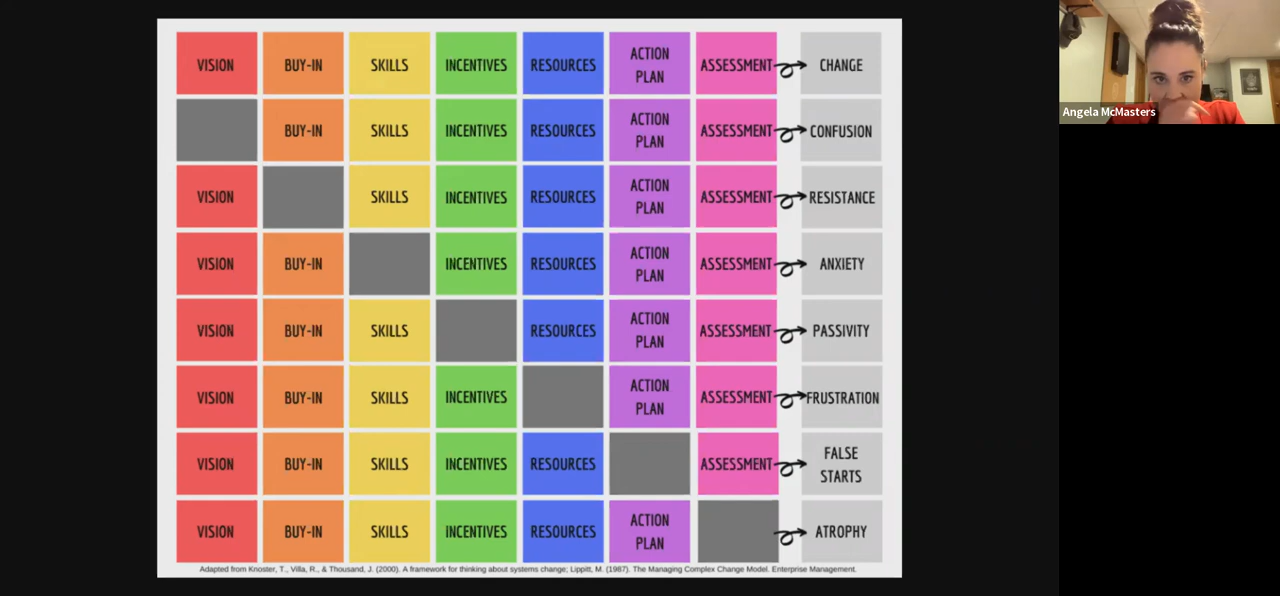 VISION BUY-IN SKILLS INCENTIVES RESOURCES ACTION PLAN ASSESSMENT CHANGE
BUY-IN SKILLS INCENTIVES RESOURCES ACTION PLAN ASSESSMENT CONFUSION
VISION SKILLS INCENTIVES RESOURCES ACTION PLAN ASSESSMENT RESISTANCE
VISION BUY-IN INCENTIVES RESOURCES ACTION PLAN ASSESSMENT ANXIETY
VISION BUY-IN SKILLS RESOURCES ACTION PLAN ASSESSMENT PASSIVITY
VISION BUY-IN SKILLS INCENTIVES ACTION PLAN ASSESSMENT FRUSTRATION
VISION BUY-IN SKILLS INCENTIVES RESOURCES ASSESSMENT FALSE STARTS
VISION BUY-IN SKILLS INCENTIVES RESOURCES ACTION PLAN ATROPHY
Adapted from Knoster, T., Villa, R., & Thousand, J. (2000). A framework for thinking about systems change; Lippitt, M. (1987). The Managing Complex Change Model. Enterprise Management.
Angela McMasters